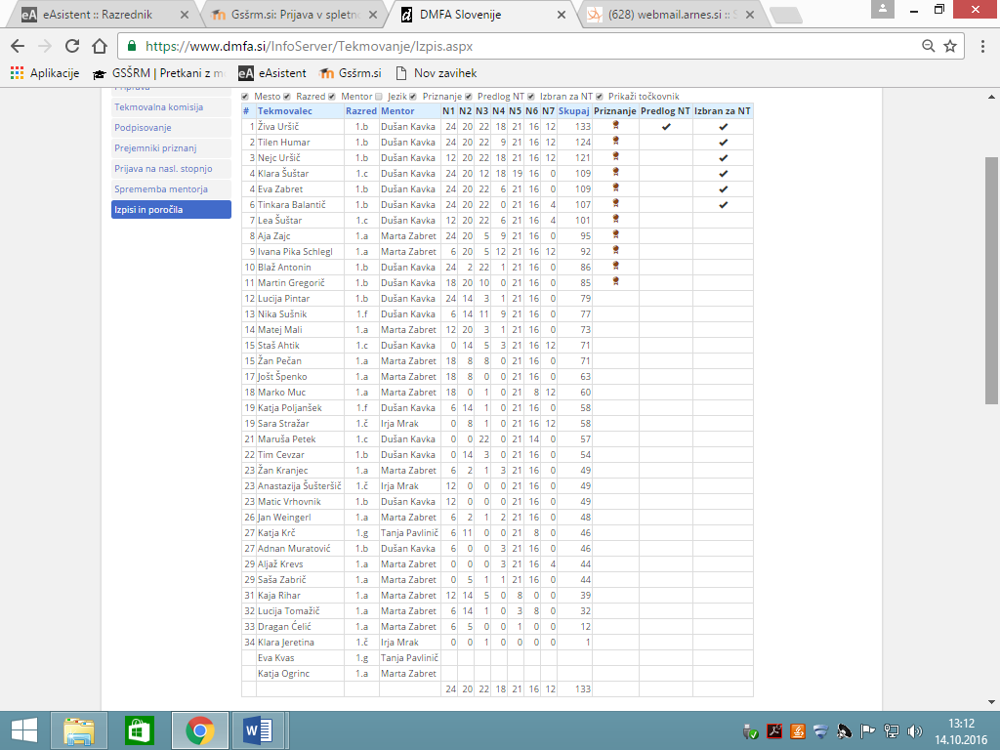 eA eAsistent :: Razrednik
Gsšrm.si: Prijava v spletn
DMFA Slovenije
(628) webmail.arnes.si ::
https://www.dmfa.si/InfoServer/Tekmovanje/Izpis.aspx
Aplikacije GSŠRM | Pretkani z m eA eAsistent Gsšrm.si Nov zavihek
Priprava
Tekmovalna komisija
Podpisovanje
Prejemniki priznanj
Prijava na nasl. stopnjo
Sprememba mentorja
Izpisi in poročila
Mesto Razred Mentor Jezik Priznanje Predlog NT Izbran za NT Prikaži točkovnik
# Tekmovalec Razred Mentor N1 N2 N3 N4 N5 N6 N7 Skupaj Priznanje Predlog NT Izbran za NT
1 Živa Uršič 1.b Dušan Kavka 24 20 22 18 21 16 12 133
2 Tilen Humar 1.b Dušan Kavka 24 20 22 9 21 16 12 124
3 Nejc Uršič 1.b Dušan Kavka 12 20 22 18 21 16 12 121
4 Klara Šuštar 1.c Dušan Kavka 24 20 12 18 19 16 0 109
4 Eva Zabret 1.b Dušan Kavka 24 20 22 6 21 16 0 109
6 Tinkara Balantič 1.b Dušan Kavka 24 20 22 0 21 16 4 107
7 Lea Šuštar 1.c Dušan Kavka 12 20 22 6 21 16 4 101
8 Aja Zajc 1.a Marta Zabret 24 20 5 9 21 16 0 95
9 Ivana Pika Schlegl 1.a Marta Zabret 6 20 5 12 21 16 12 92
10 Blaž Antonin 1.b Dušan Kavka 24 2 22 1 21 16 0 86
11 Martin Gregorič 1.b Dušan Kavka 18 20 10 0 21 16 0 85
12 Lucija Pintar 1.b Dušan Kavka 24 14 3 1 21 16 0 79
13 Nika Sušnik 1.f Dušan Kavka 6 14 11 9 21 16 0 77
14 Matej Mali 1.a Marta Zabret 12 20 3 1 21 16 0 73
15 Staš Ahtik 1.c Dušan Kavka 0 14 5 3 21 16 12 71
15 Žan Pečan 1.a Marta Zabret 18 8 8 0 21 16 0 71
17 Jošt Špenko 1.a Marta Zabret 18 8 0 0 21 16 0 63
18 Marko Muc 1.a Marta Zabret 18 0 1 0 21 8 12 60
19 Katja Poljanšek 1.f Dušan Kavka 6 14 1 0 21 16 0 58
19 Sara Stražar 1.č Irja Mrak 0 8 1 0 21 16 12 58
21 Maruša Petek 1.c Dušan Kavka 0 0 22 0 21 14 0 57
22 Tim Cevzar 1.b Dušan Kavka 0 14 3 0 21 16 0 54
23 Žan Kranjec 1.a Marta Zabret 6 2 1 3 21 16 0 49
23 Anastazija Šušteršič 1.č Irja Mrak 12 0 0 0 21 16 0 49
23 Matic Vrhovnik 1.b Dušan Kavka 12 0 0 0 21 16 0 49
26 Jan Weingerl 1.a Marta Zabret 6 2 1 2 21 16 0 48
27 Katja Krč 1.g Tanja Pavlinič 6 11 0 0 21 8 0 46
27 Adnan Muratović 1.b Dušan Kavka 6 0 0 3 21 16 0 46
29 Aljaž Krevs 1.a Marta Zabret 0 0 0 3 21 16 4 44
29 Saša Zabrič 1.a Marta Zabret 0 5 1 1 21 16 0 44
31 Kaja Rihar 1.a Marta Zabret 12 14 5 0 8 0 0 39
32 Lucija Tomažič 1.a Marta Zabret 6 14 1 0 3 8 0 32
33 Dragan Ćelić 1.a Marta Zabret 6 5 0 0 1 0 0 12
34 Klara Jeretina 1.č Irja Mrak 0 0 1 0 0 0 0 1
Eva Kvas 1.g Tanja Pavlinič
Katja Ogrinc 1.a Marta Zabret
24 20 22 18 21 16 12 133
13:12
14.10.2016